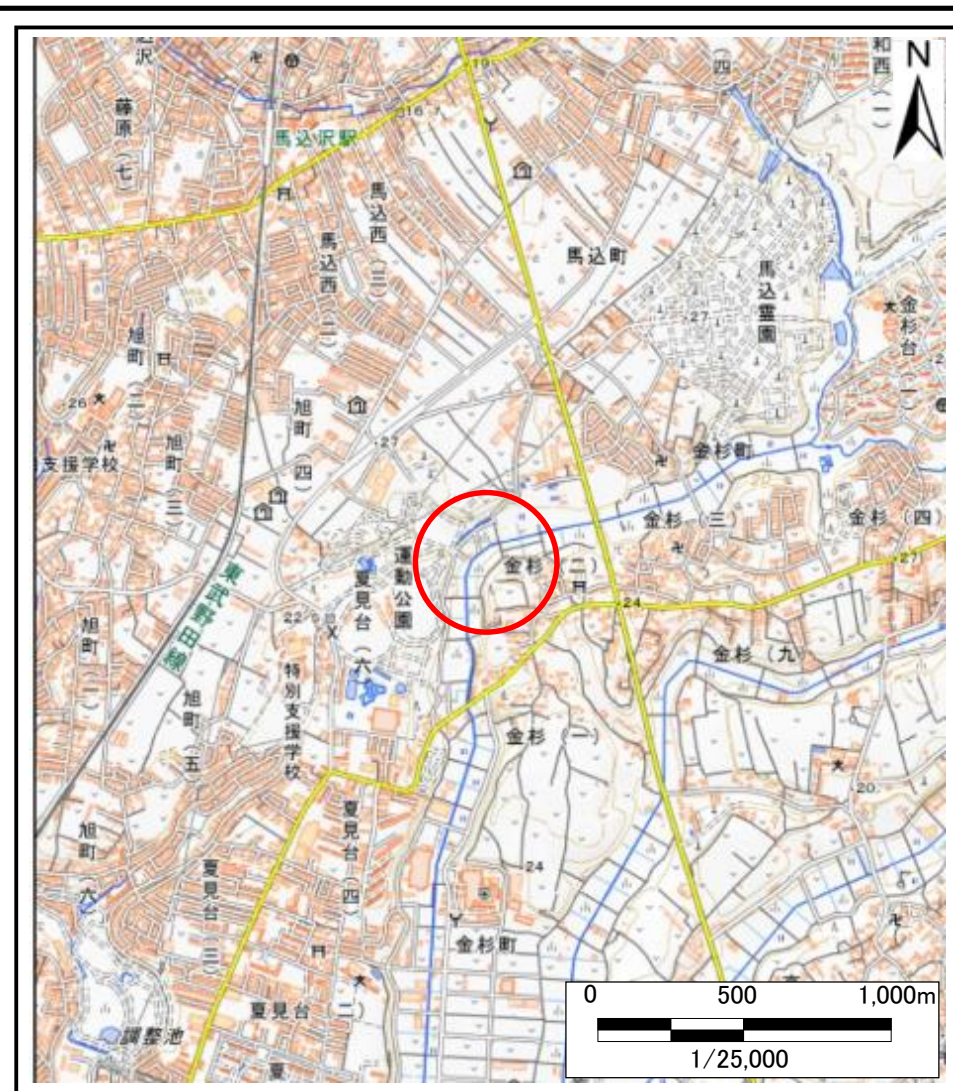 N
藤原(七)
馬込沢駅
19
16
(四)
和西(一)
馬込西(三)
馬込西(二)
馬込町
馬込霊園
27
金杉台(一)
旭町(二)
旭町(四)
26
支援学校
旭町(三)
27
金杉町
金杉(三)
金杉(四)
27
金杉(二)
運動公園
夏見台(六)
24
東武野田線
22
旭町(一)
金杉(九)
特別支援学校
旭町(五)
金杉(一)
20
旭町(六)
夏見台(三)
夏見台(四)
24
金杉町
夏見台(二)
調整池
夏
0 500 1,000m
1/25,000